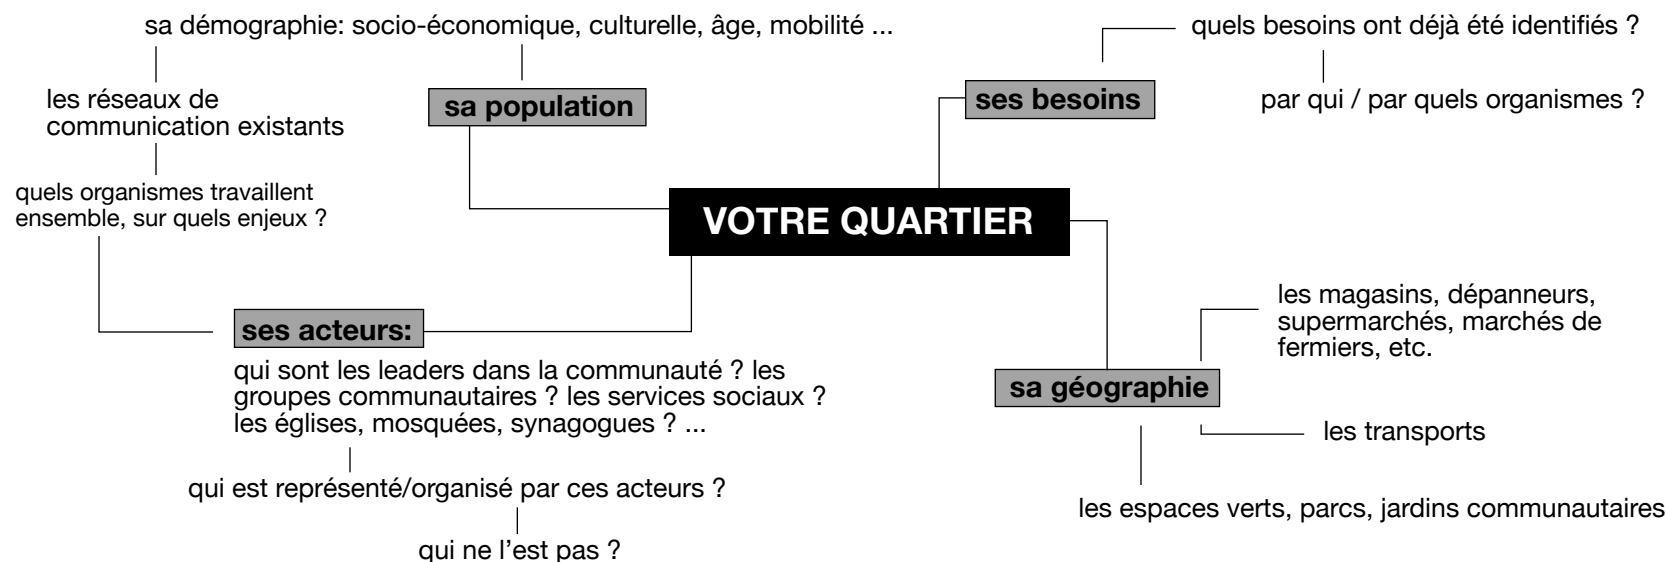 sa démographie: socio-économique, culturelle, âge, mobilité ...
les réseaux de
communication existants
quels organismes travaillent
ensemble, sur quels enjeux ?
sa population
ses besoins
quels besoins ont déjà été identifiés ?
par qui / par quels organismes ?
VOTRE QUARTIER
ses acteurs:
qui sont les leaders dans la communauté ? les
groupes communautaires ? les services sociaux ?
les églises, mosquées, synagogues ? ...
qui est représenté/organisé par ces acteurs ?
qui ne l'est pas ?
les magasins, dépanneurs,
supermarchés, marchés de
fermiers, etc.
sa géographie
les transports
les espaces verts, parcs, jardins communautaires